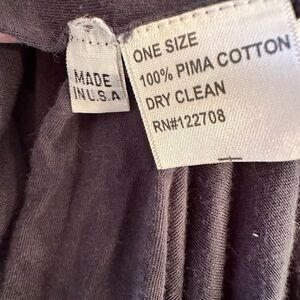 MADE
IN U.S.A
ONE SIZE
100% PIMA COTTON
DRY CLEAN
RN#122708